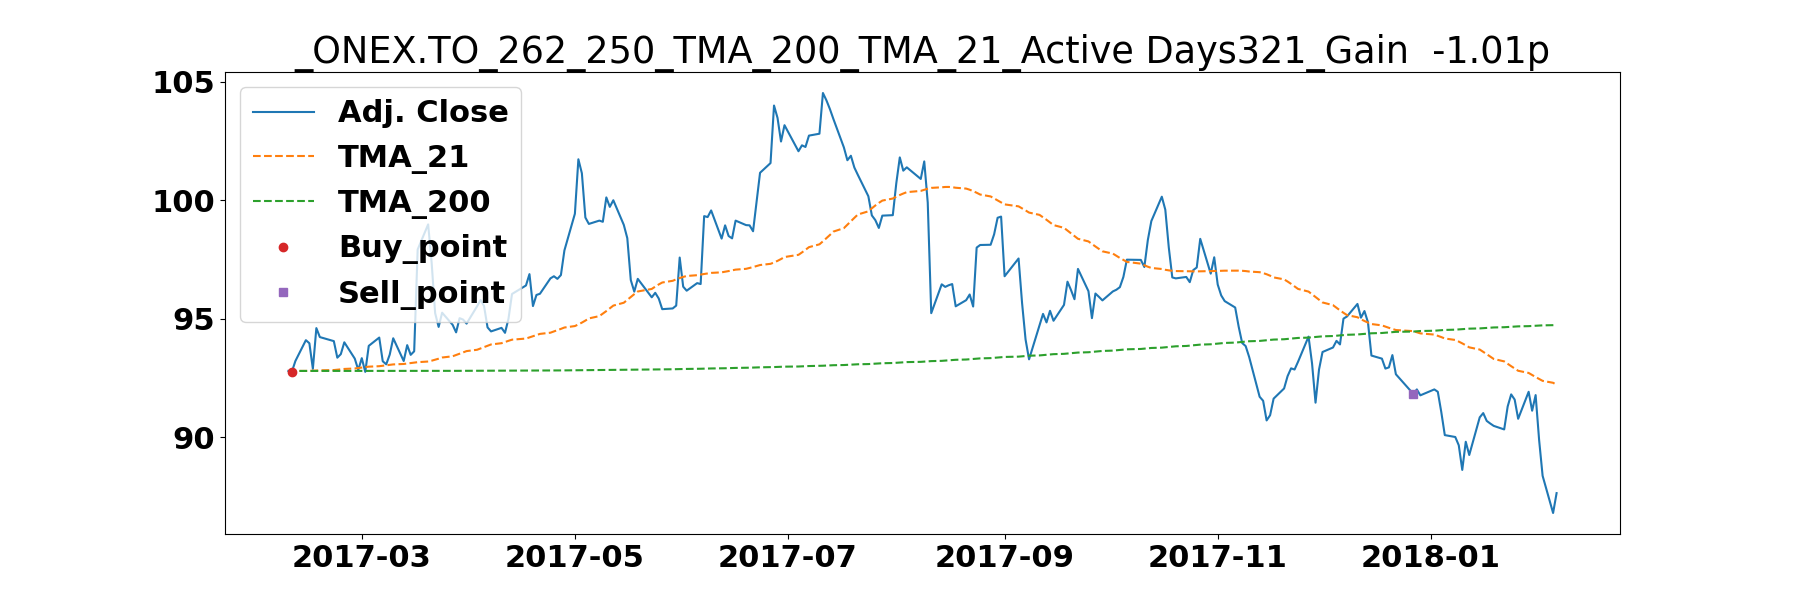 _ONEX.TO_262_250_TMA_200_TMA_21_Active Days321_Gain  -1.01p
105
100
95
90
Adj. Close
TMA_21
TMA_200
Buy_point
Sell_point
2017-03 2017-05 2017-07 2017-09 2017-11 2018-01